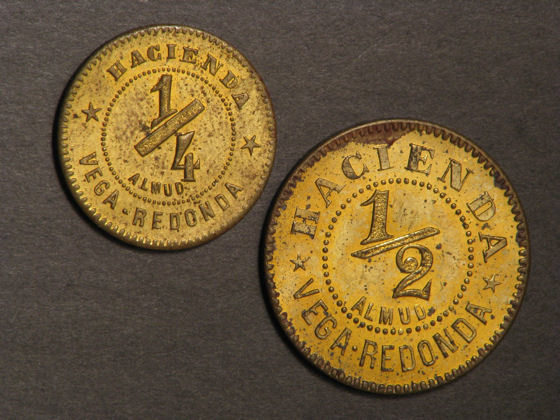 HACIENDA
1/4
ALMUD.
VEGA·REDONDA
HACIENDA
1/2
ALMUD.
VEGA·REDONDA